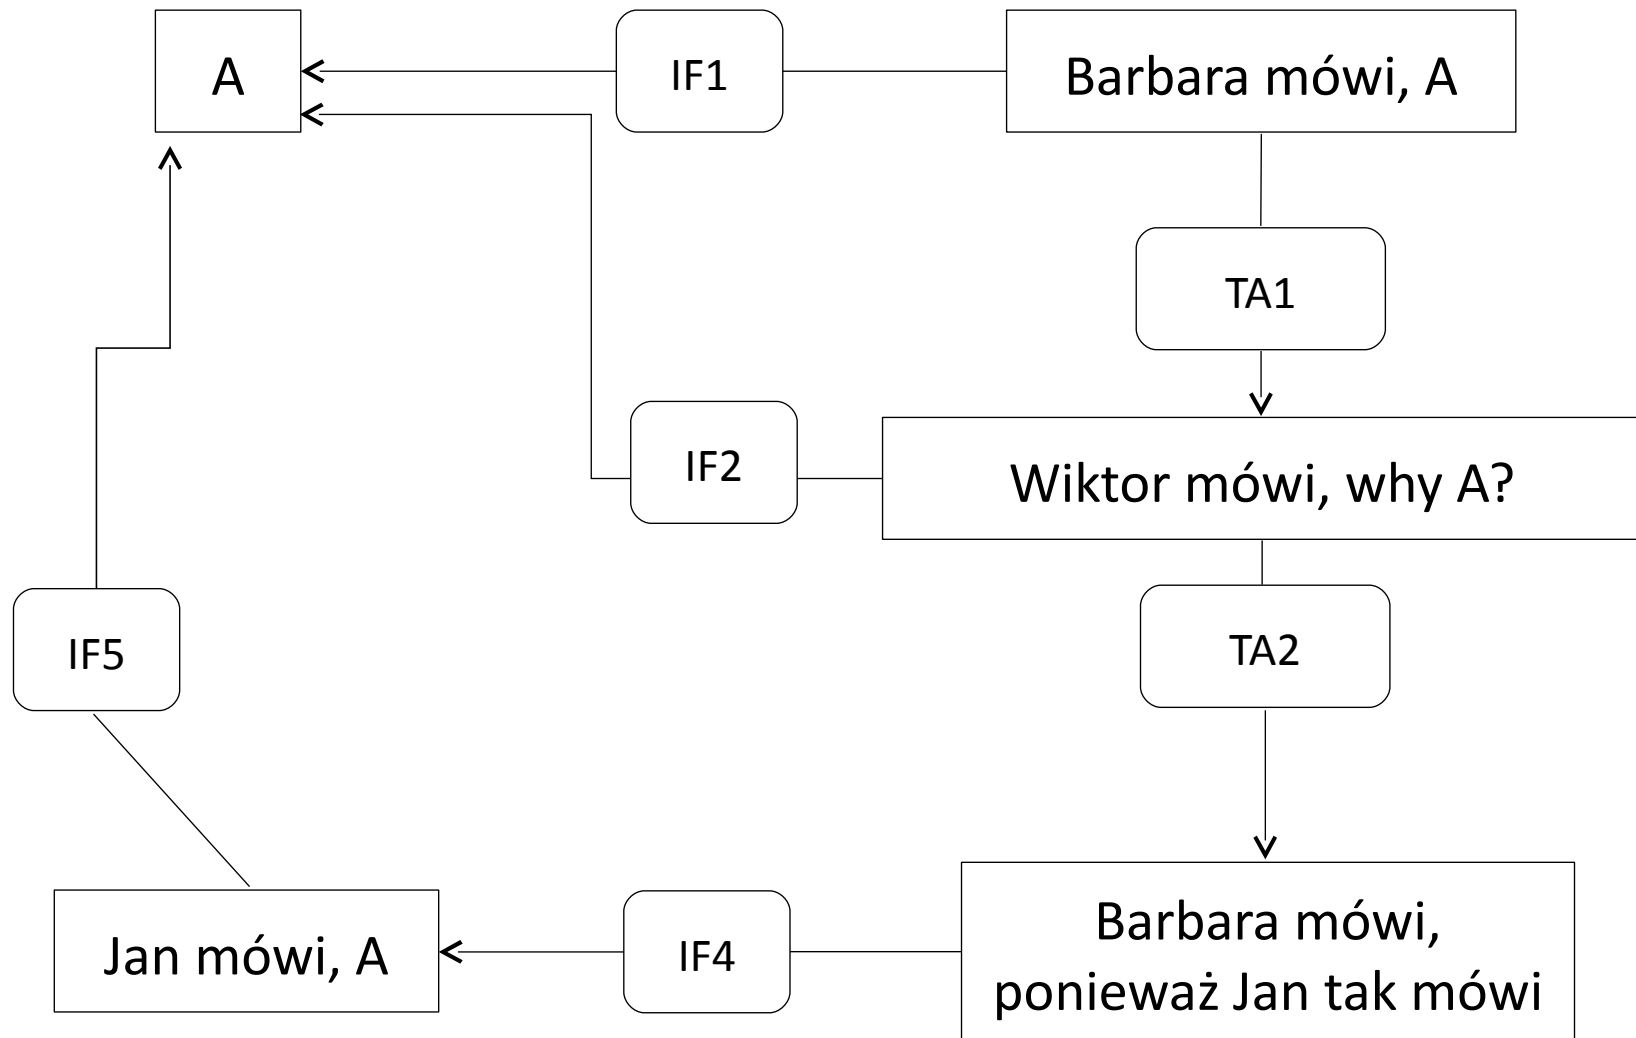 A
IF1
Barbara mówi, A
TA1
IF2
Wiktor mówi, why A?
IF5
TA2
Jan mówi, A
IF4
Barbara mówi,
ponieważ Jan tak mówi